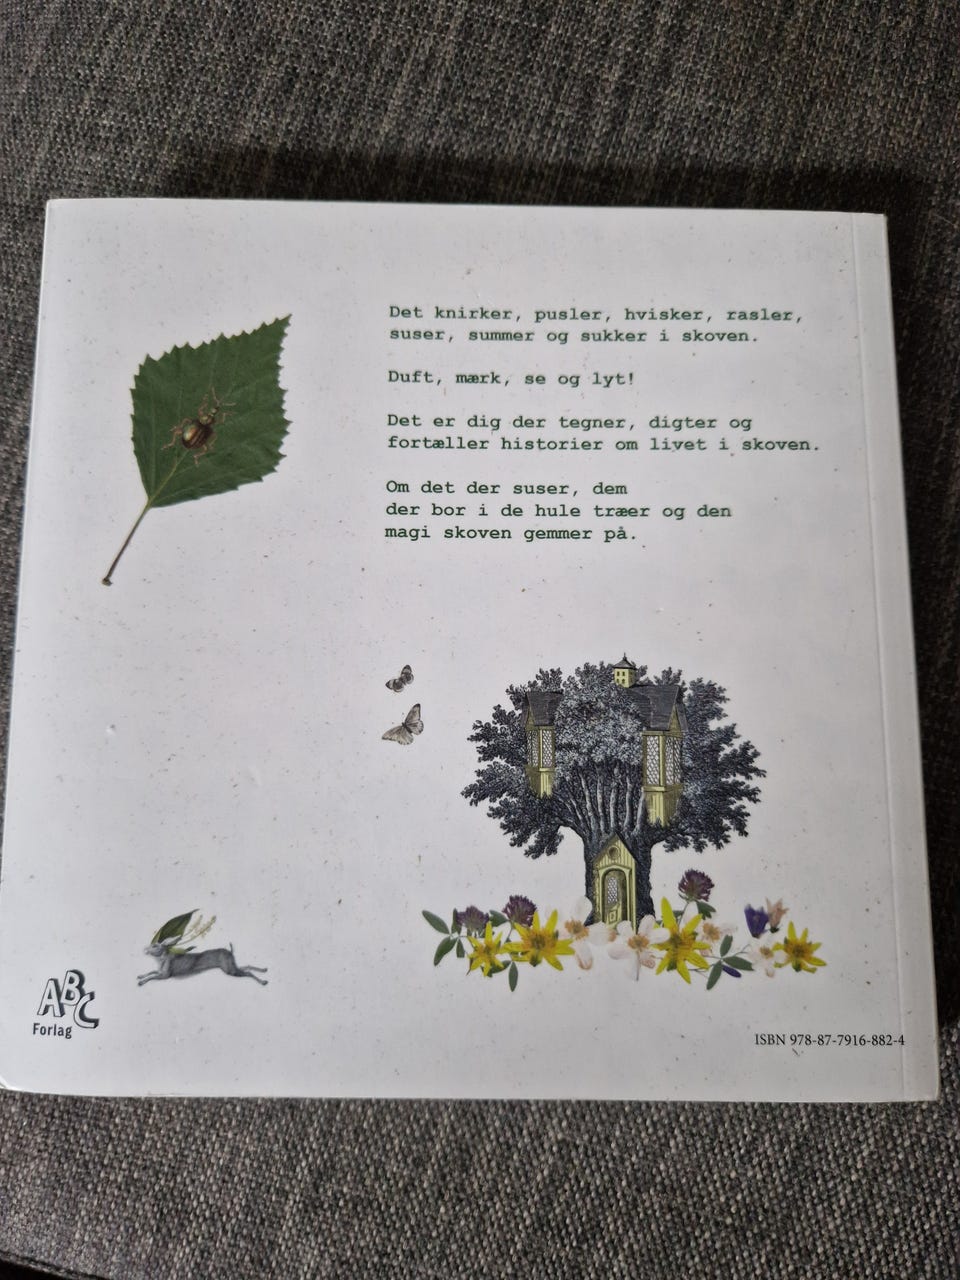 Det knirker, pusler, hvisker, rasler,
suser, summer og sukker i skoven.
Duft, mærk, se og lyt!
Det er dig der tegner, digter og
fortæller historier om livet i skoven.
Om det der suser, dem
der bor i de hule træer og den
magi skoven gemmer på.
ABC
Forlag
ISBN 978-87-7916-882-4